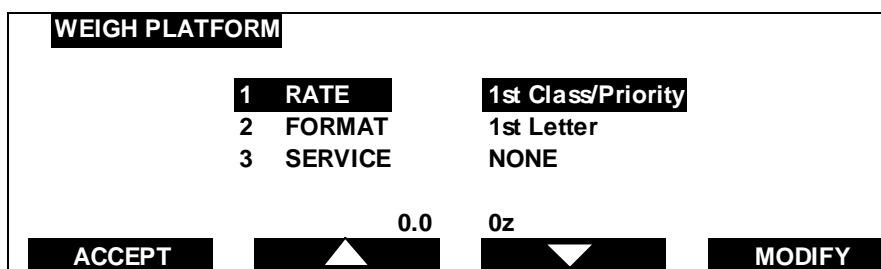 WEIGH PLATFORM
1 RATE 1st Class/Priority
2 FORMAT 1st Letter
3 SERVICE NONE
0.0 0z
ACCEPT MODIFY